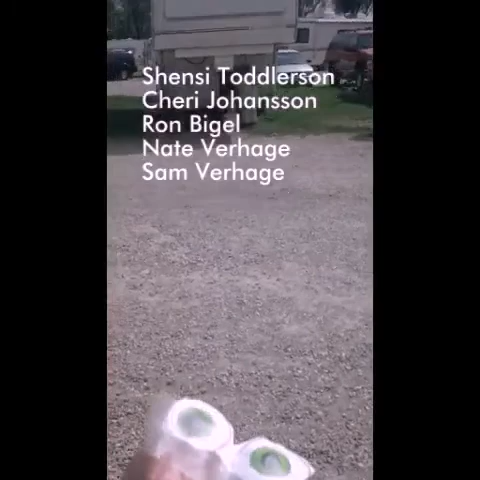 Shensi Toddlerson
Cheri Johansson
Ron Bigel
Nate Verhage
Sam Verhage